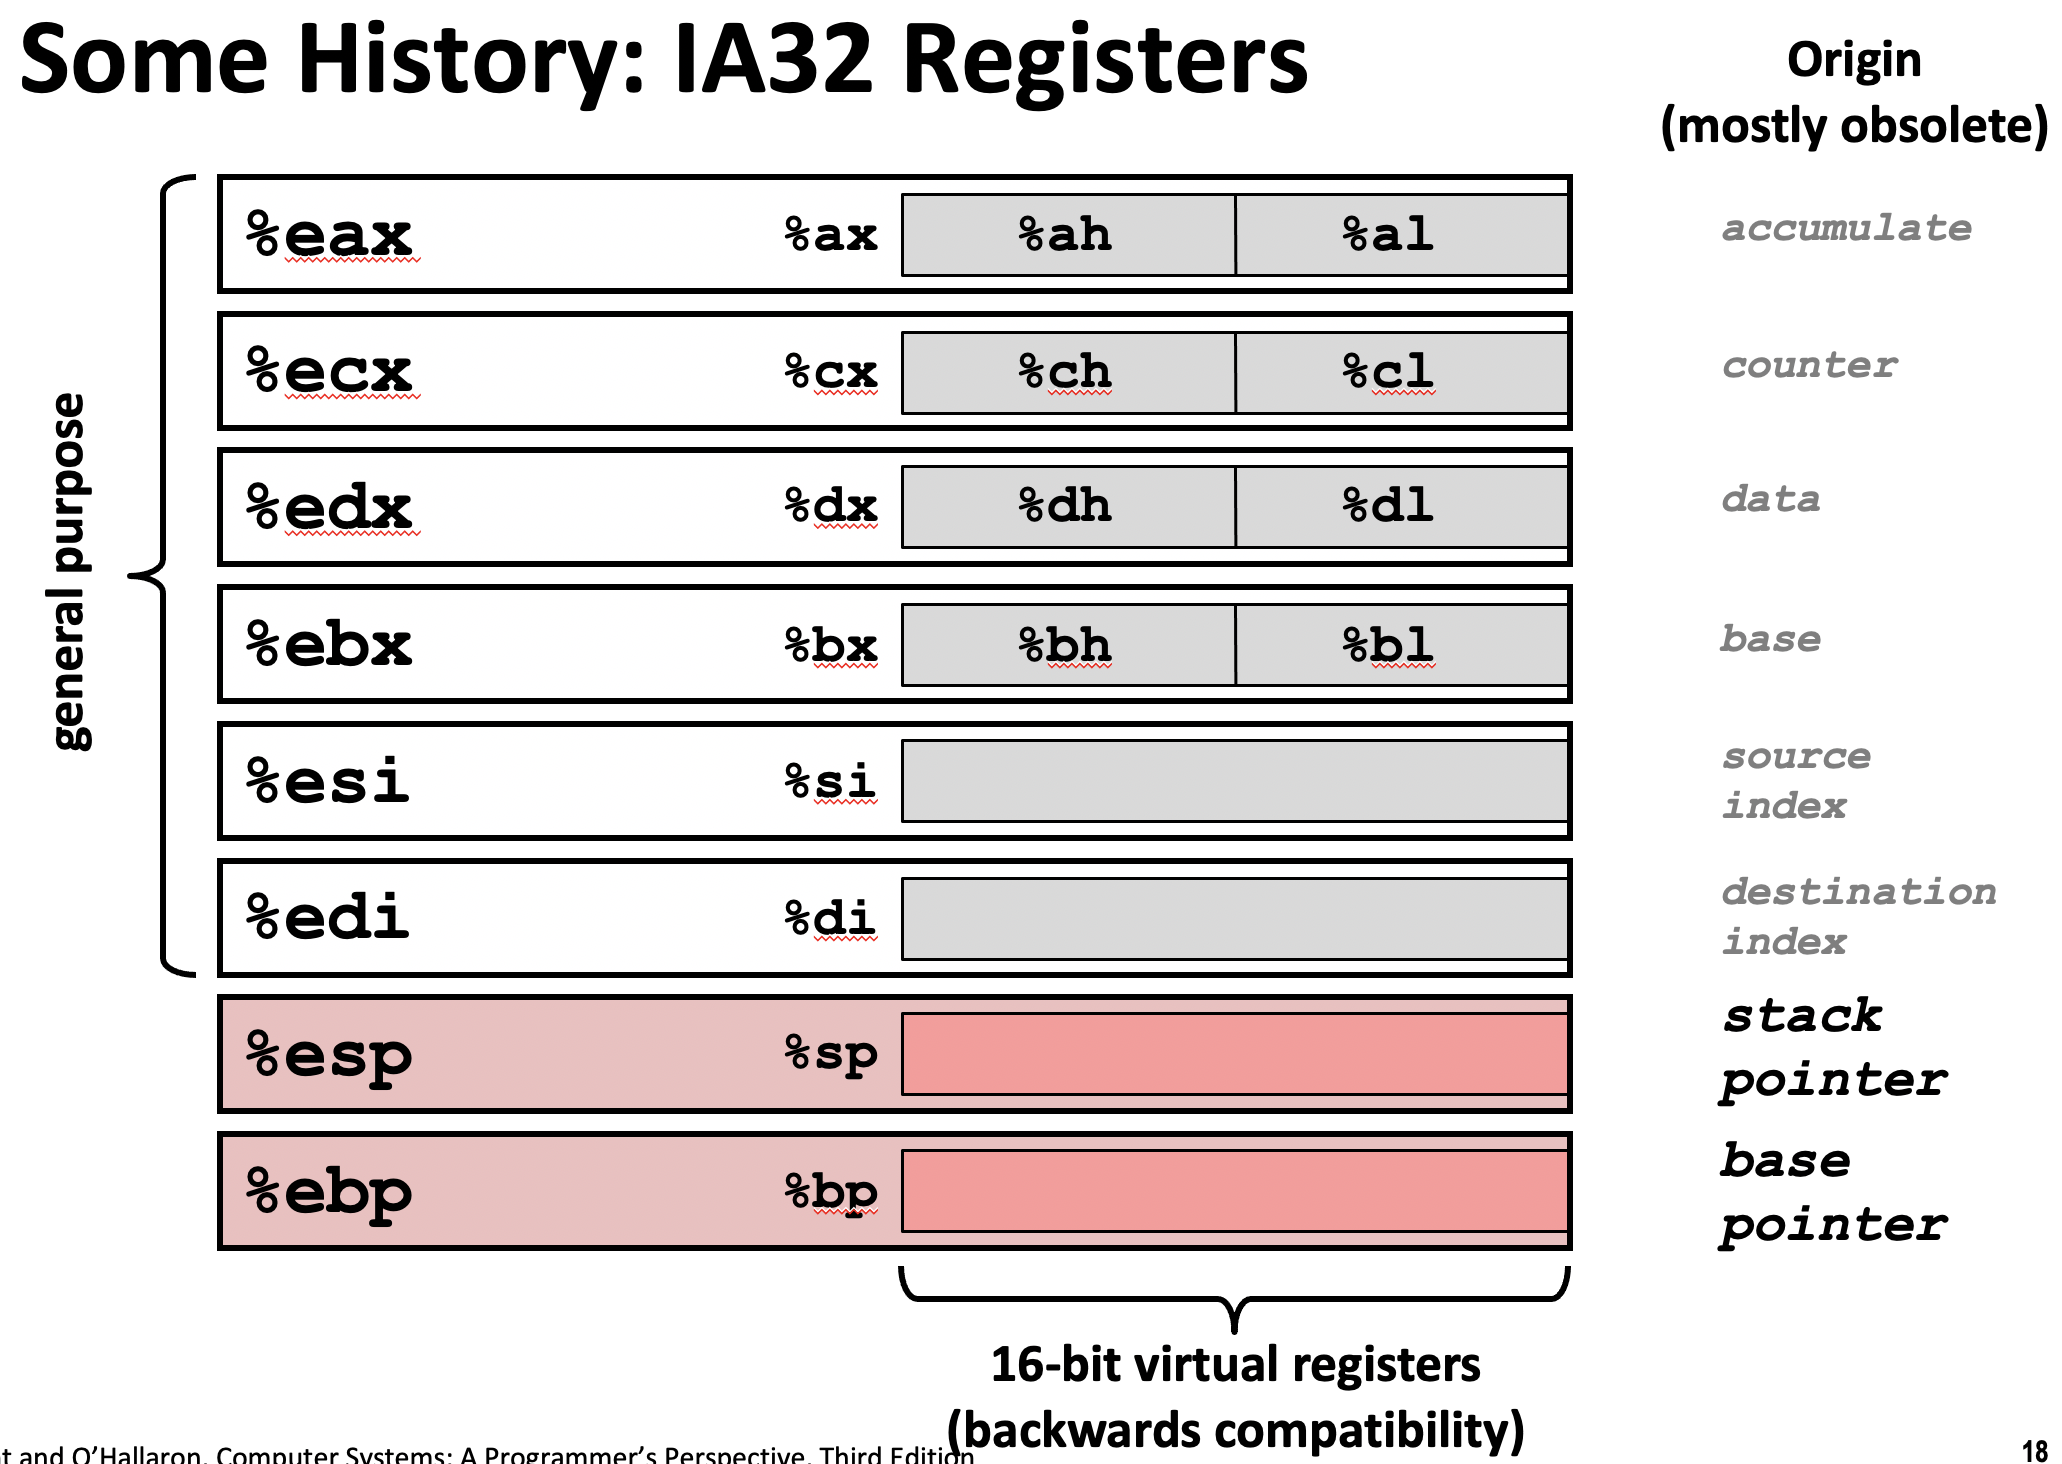 Some History: IA32 Registers
Origin
(mostly obsolete)
general purpose
%eax %ax %ah %al accumulate
%ecx %cx %ch %cl counter
%edx %dx %dh %dl data
%ebx %bx %bh %bl base
%esi %si source
index
%edi %di destination
index
%esp %sp stack
pointer
%ebp %bp base
pointer
16-bit virtual registers
(backwards compatibility)
and O’Hallaron, Computer Systems: A Programmer’s Perspective, Third Edition
18